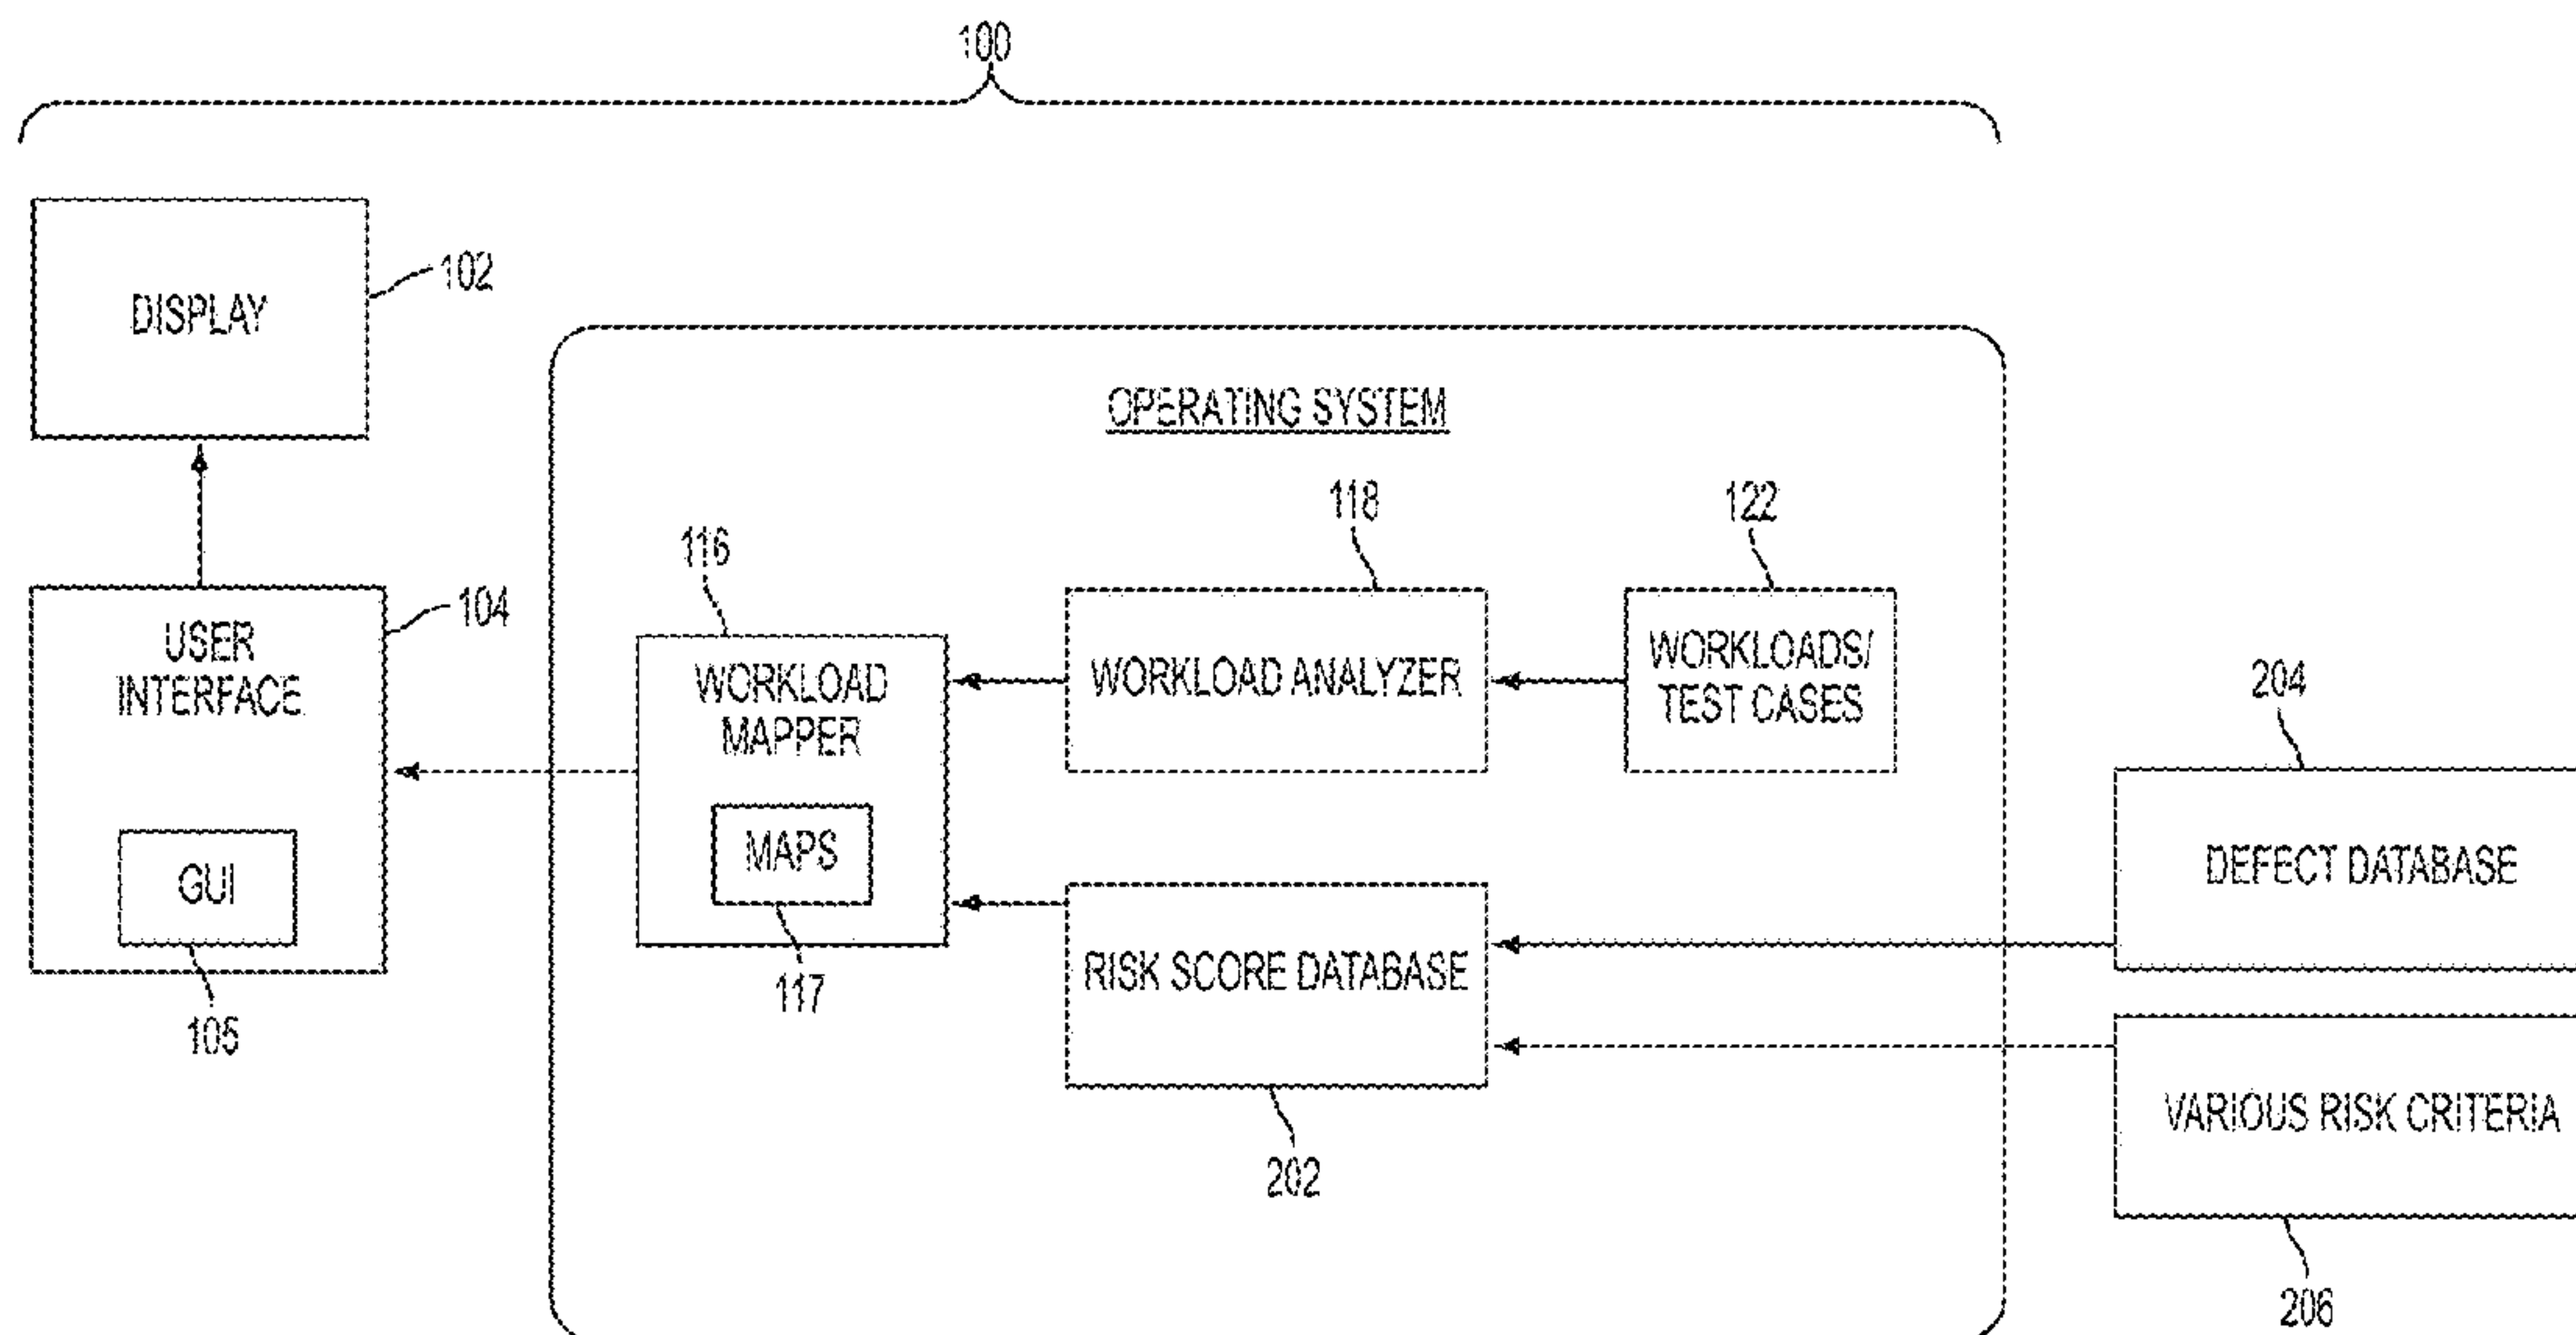 100
DISPLAY
102
OPERATING SYSTEM
118
122
116
104
USER
INTERFACE
WORKLOAD
MAPPER
WORKLOAD ANALYZER
WORKLOADS/
TEST CASES
204
MAPS
GUI
DEFECT DATABASE
RISK SCORE DATABASE
117
105
VARIOUS RISK CRITERIA
202
206